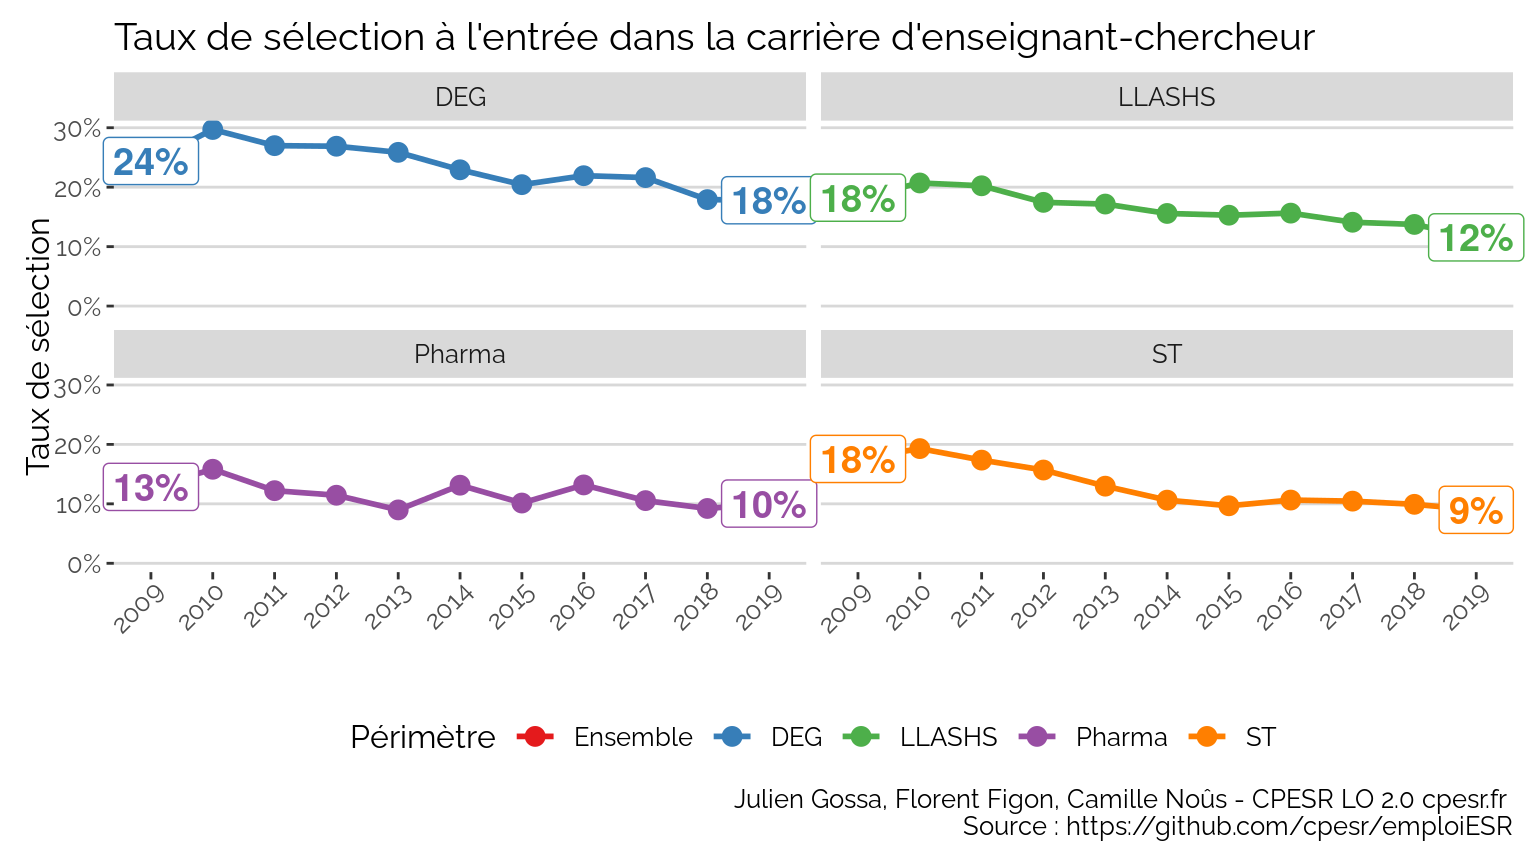 Taux de sélection à l'entrée dans la carrière d'enseignant-chercheur
DEG
LLASHS
Taux de sélection
30%
20%
10%
0%
24%
18%
18%
12%
Pharma
ST
30%
20%
10%
0%
13%
10%
18%
9%
2009 2010 2011 2012 2013 2014 2015 2016 2017 2018 2019
2009 2010 2011 2012 2013 2014 2015 2016 2017 2018 2019
Périmètre Ensemble DEG LLASHS Pharma ST
Julien Gossa, Florent Figon, Camille Noûs - CPESR LO 2.0 cpesr.fr
Source : https://github.com/cpesr/emploiESR